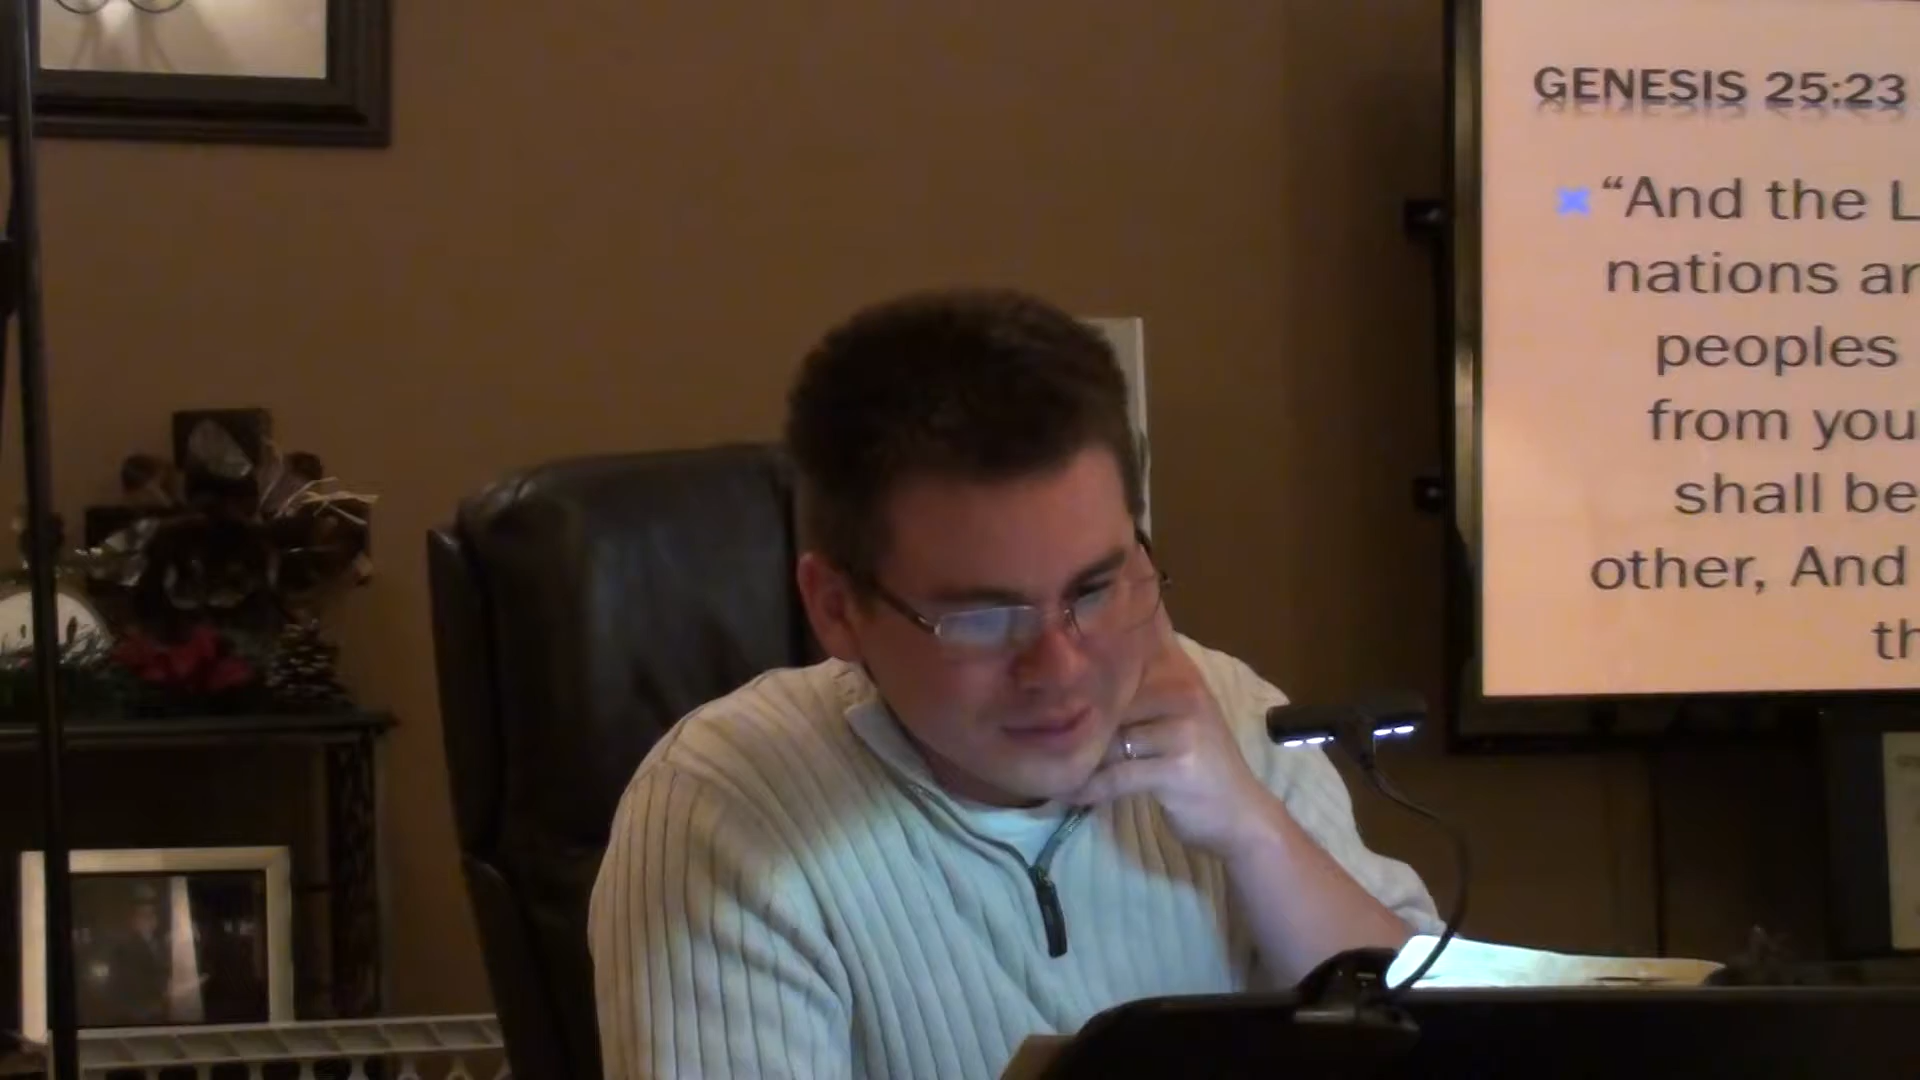 GENESIS 25:23
“And the L
nations ar
peoples
from you
shall be
other, And
th